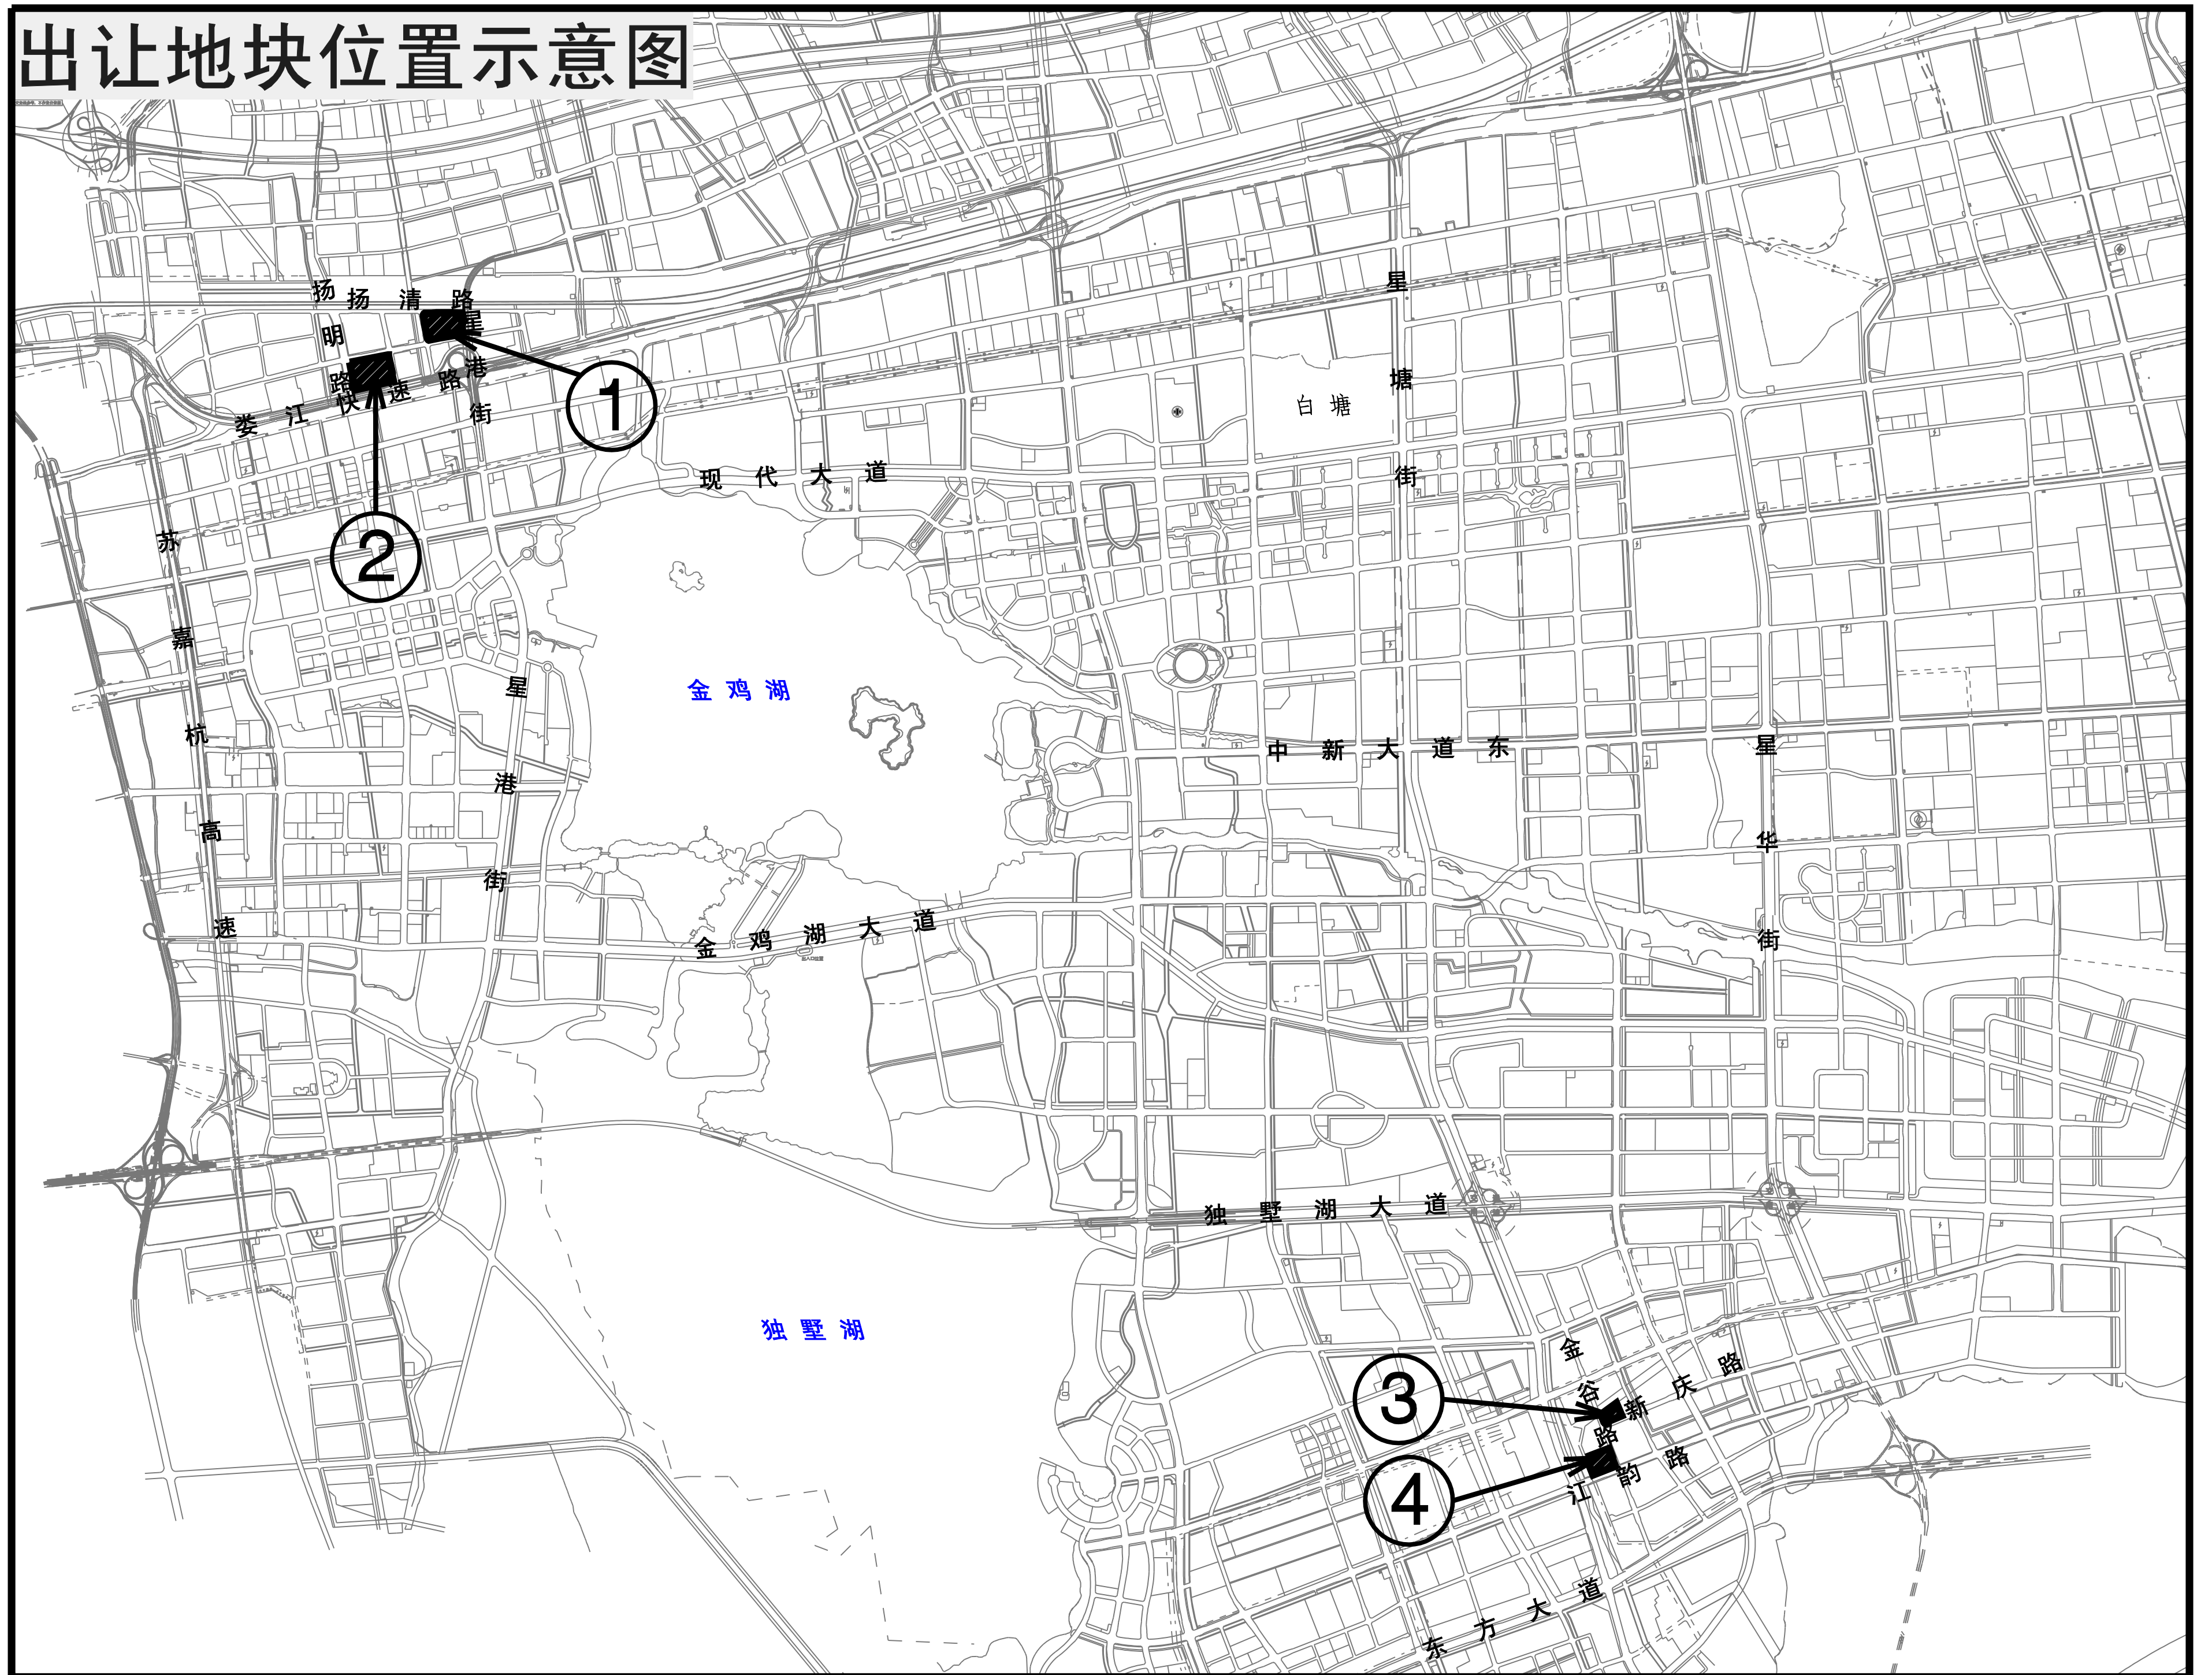 出让地块位置示意图
扬清路
扬明路
星港街
娄江快速路
①
②
星塘街
白塘
现代大道
苏嘉杭高速
金鸡湖
星港街
中新大道东
星华街
金鸡湖大道
独墅湖大道
独墅湖
金谷路
新庆路
③
④
江韵路
东方大道